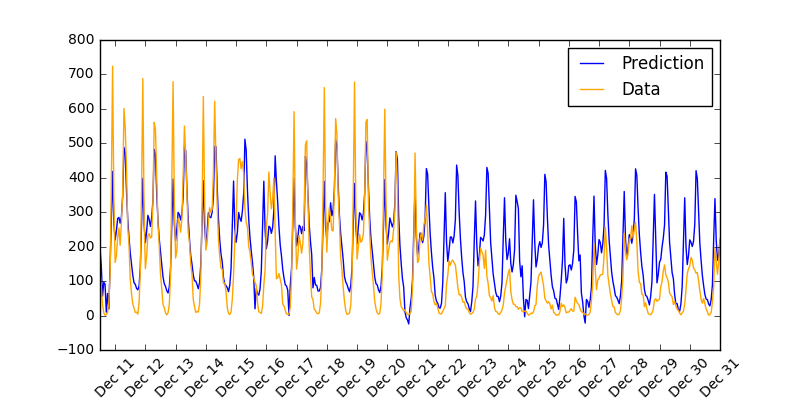 800
700
600
500
400
300
200
100
0
−100
Prediction
Data
Dec 11
Dec 12
Dec 13
Dec 14
Dec 15
Dec 16
Dec 17
Dec 18
Dec 19
Dec 20
Dec 21
Dec 22
Dec 23
Dec 24
Dec 25
Dec 26
Dec 27
Dec 28
Dec 29
Dec 30
Dec 31